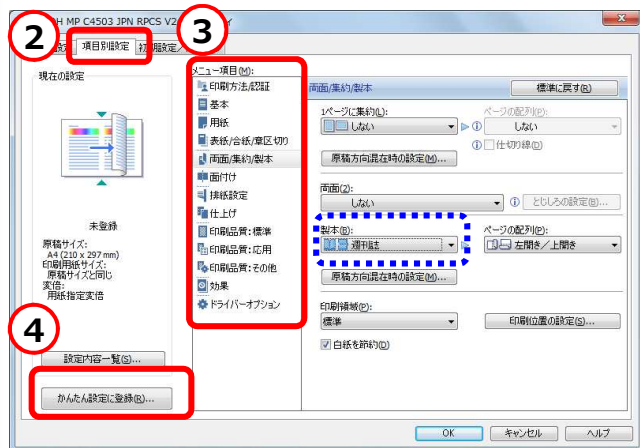 H MP C4503 JPN RPCS V2
②
③
項目別設定
現在の設定
未登録
原稿サイズ:
A4 (210 x 297 mm)
印刷用紙サイズ:
原稿サイズと同じ
変倍:
用紙指定変倍
④
設定内容一覧(S)...
かんたん設定に登録(R)...
メニュー項目(M):
印刷方法/認証
基本
用紙
表紙/合紙/章区切り
両面/集約/製本
面付け
排紙設定
仕上げ
印刷品質:標準
印刷品質:応用
印刷品質:その他
効果
ドライバーオプション
両面/集約/製本
標準に戻す(R)
1ページに集約(L):
ページの配列(P):
しない
しない
仕切り線(D)
原稿方向混在時の設定(M)...
両面(2):
しない
とじしろの設定(E)...
製本(B):
ページの配列(P):
週刊誌
左開き/上開き
原稿方向混在時の設定(M)...
印刷領域(P):
標準
印刷位置の設定(S)...
白紙を節約(D)
OK
キャンセル
ヘルプ